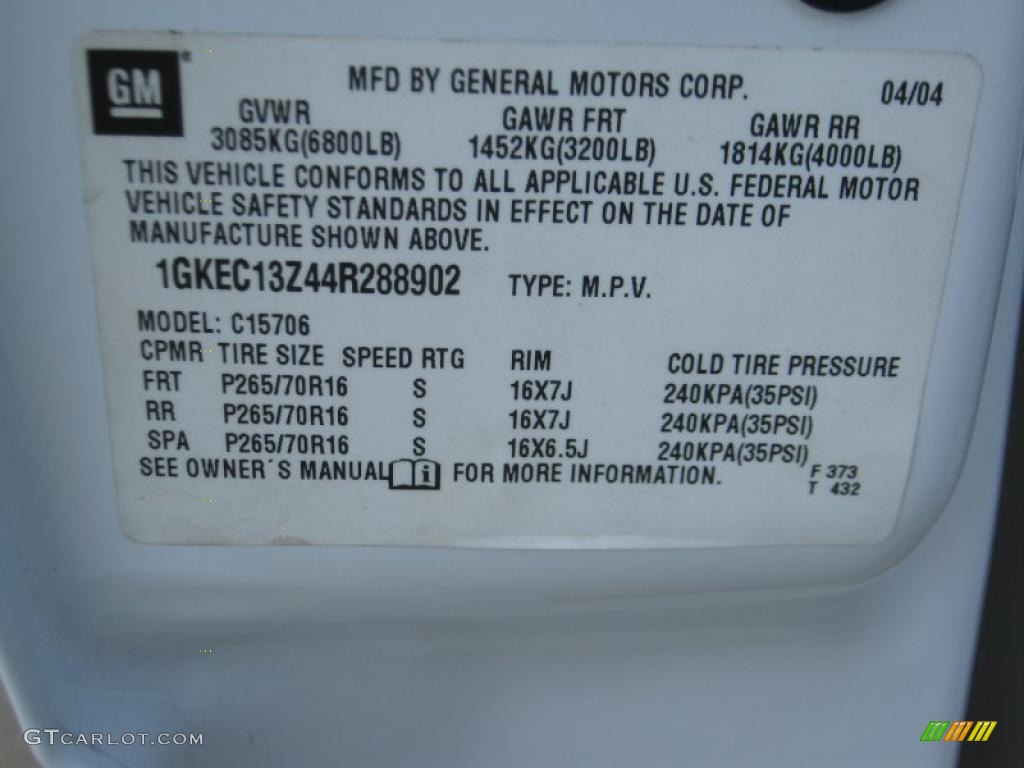 GM MFD BY GENERAL MOTORS CORP. 04/04
GVWR GAWR FRT GAWR RR
3085KG(6800LB) 1452KG(3200LB) 1814KG(4000LB)
THIS VEHICLE CONFORMS TO ALL APPLICABLE U.S. FEDERAL MOTOR
VEHICLE SAFETY STANDARDS IN EFFECT ON THE DATE OF
MANUFACTURE SHOWN ABOVE.
1GKEC13Z44R288902 TYPE: M.P.V.
MODEL: C15706
CPMR TIRE SIZE SPEED RTG RIM COLD TIRE PRESSURE
FRT P265/70R16 S 16X7J 240KPA(35PSI)
RR P265/70R16 S 16X7J 240KPA(35PSI)
SPA P265/70R16 S 16X6.5J 240KPA(35PSI)
SEE OWNER´S MANUAL FOR MORE INFORMATION.
F 373
T 432
GTCARLOT.COM